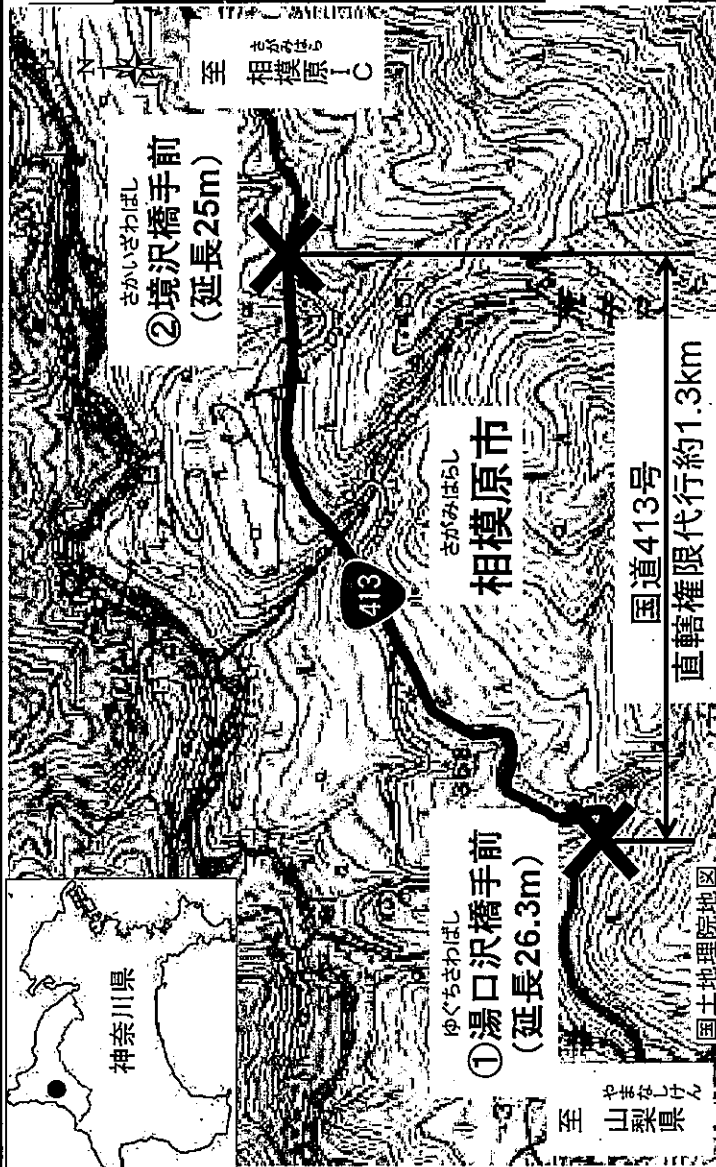 神奈川県
N
至
さがみはら
相模原IC
さかいざわばし
②境沢橋手前
(延長25m)
413
さがみはらし
相模原市
ゆぐちさわばし
①湯口沢橋手前
(延長26.3m)
国道413号
直轄権限代行約1.3km
至
やまなしけん
山梨県
国土地理院地図